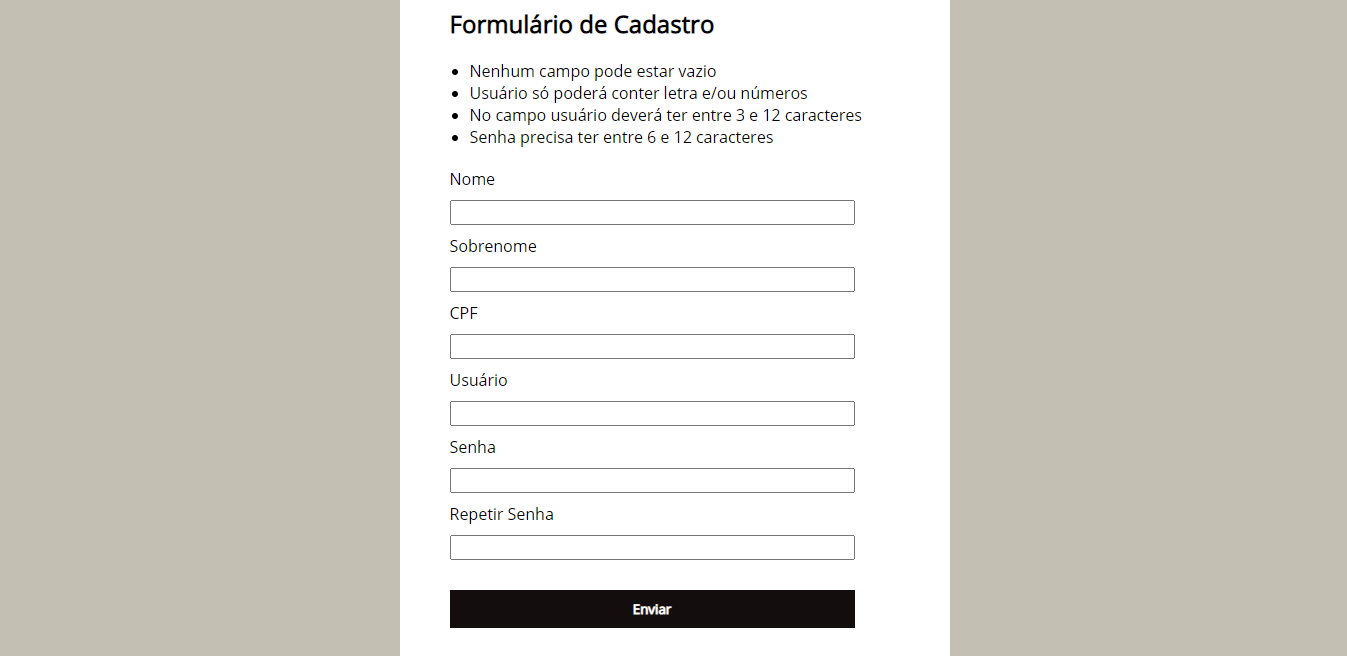 Formulário de Cadastro
Nenhum campo pode estar vazio
Usuário só poderá conter letra e/ou números
No campo usuário deverá ter entre 3 e 12 caracteres
Senha precisa ter entre 6 e 12 caracteres
Nome
Sobrenome
CPF
Usuário
Senha
Repetir Senha
Enviar